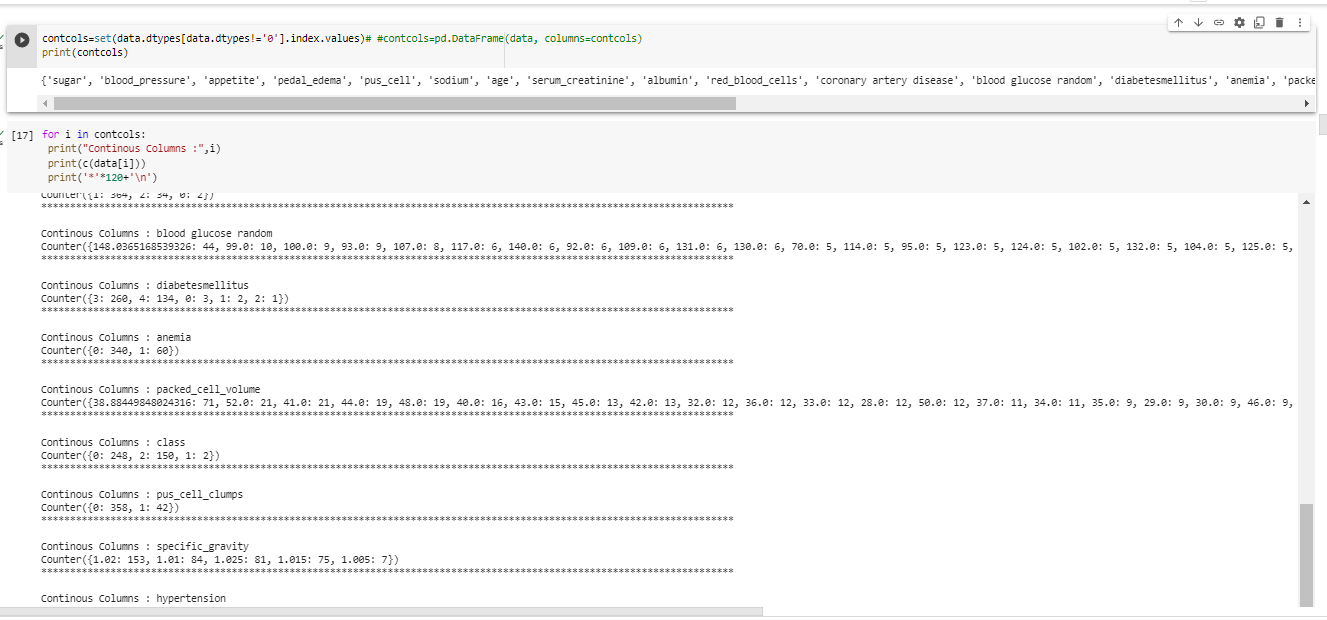 contcols=set(data.dtypes[data.dtypes!='0'].index.values)# #contcols=pd.DataFrame(data, columns=contcols)
print(contcols)
{'sugar', 'blood_pressure', 'appetite', 'pedal_edema', 'pus_cell', 'sodium', 'age', 'serum_creatinine', 'albumin', 'red_blood_cells', 'coronary artery disease', 'blood glucose random', 'diabetesmellitus', 'anemia', 'packe
[17] for i in contcols:
print("Continous Columns :",i)
print(c(data[i]))
print('*'*120+'\n')
Counter({1: 364, 2: 34, 0: 2})
************************************************************************************************************************
Continous Columns : blood glucose random
Counter({148.0365168539326: 44, 99.0: 10, 100.0: 9, 93.0: 9, 107.0: 8, 117.0: 6, 140.0: 6, 92.0: 6, 109.0: 6, 131.0: 6, 130.0: 6, 70.0: 5, 114.0: 5, 95.0: 5, 123.0: 5, 124.0: 5, 102.0: 5, 132.0: 5, 104.0: 5, 125.0: 5,
************************************************************************************************************************
Continous Columns : diabetesmellitus
Counter({3: 260, 4: 134, 0: 3, 1: 2, 2: 1})
************************************************************************************************************************
Continous Columns : anemia
Counter({0: 340, 1: 60})
************************************************************************************************************************
Continous Columns : packed_cell_volume
Counter({38.88449848024316: 71, 52.0: 21, 41.0: 21, 44.0: 19, 48.0: 19, 40.0: 16, 43.0: 15, 45.0: 13, 42.0: 13, 32.0: 12, 36.0: 12, 33.0: 12, 28.0: 12, 50.0: 12, 37.0: 11, 34.0: 11, 35.0: 9, 29.0: 9, 30.0: 9, 46.0: 9,
************************************************************************************************************************
Continous Columns : class
Counter({0: 248, 2: 150, 1: 2})
************************************************************************************************************************
Continous Columns : pus_cell_clumps
Counter({0: 358, 1: 42})
************************************************************************************************************************
Continous Columns : specific_gravity
Counter({1.02: 153, 1.01: 84, 1.025: 81, 1.015: 75, 1.005: 7})
************************************************************************************************************************
Continous Columns : hypertension